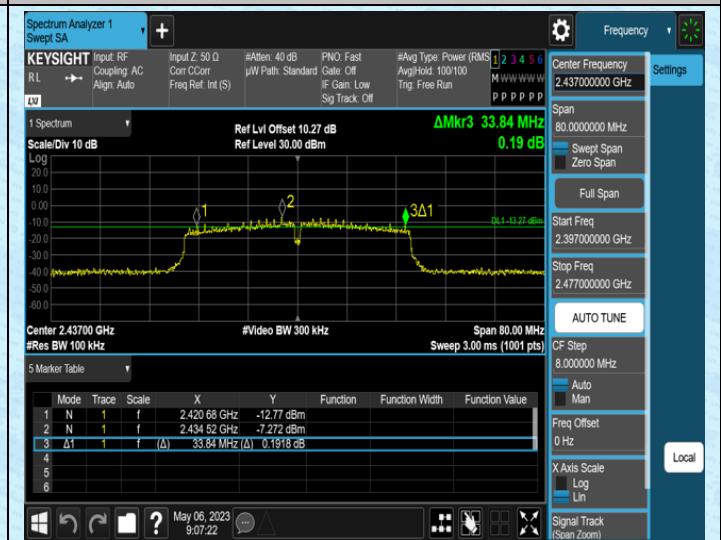 Spectrum Analyzer 1
Swept SA
Frequency
KEYSIGHT
RL
LXI
Input: RF
Coupling: AC
Align: Auto
Input Z: 50 Ω
Corr CCorr
Freq Ref: Int (S)
#Atten: 40 dB
µW Path: Standard
PNO: Fast
Gate: Off
IF Gain: Low
Sig Track: Off
#Avg Type: Power (RMS
Avg|Hold: 100/100
Trig: Free Run
1 2 3 4 5 6
M W W W W W
P P P P P P
Center Frequency
2.437000000 GHz
Settings
Span
80.0000000 MHz
Swept Span
Zero Span
Full Span
Start Freq
2.397000000 GHz
Stop Freq
2.477000000 GHz
AUTO TUNE
CF Step
8.000000 MHz
Auto
Man
Freq Offset
0 Hz
X Axis Scale
Log
Lin
Signal Track
(Span Zoom)
Local
1 Spectrum
Scale/Div 10 dB
Log
Ref Lvl Offset 10.27 dB
Ref Level 30.00 dBm
ΔMkr3 33.84 MHz
0.19 dB
20.0
10.0
0.00
-10.0
-20.0
-30.0
-40.0
-50.0
-60.0
1
2
3Δ1
DL1 -13.27 dBm
Center 2.43700 GHz
#Video BW 300 kHz
Span 80.00 MHz
#Res BW 100 kHz
Sweep 3.00 ms (1001 pts)
5 Marker Table
Mode Trace Scale X Y Function Function Width Function Value
1 N 1 f 2.420 68 GHz -12.77 dBm
2 N 1 f 2.434 52 GHz -7.272 dBm
3 Δ1 1 f (Δ) 33.84 MHz (Δ) 0.1918 dB
4
5
6
?
May 06, 2023
9:07:22